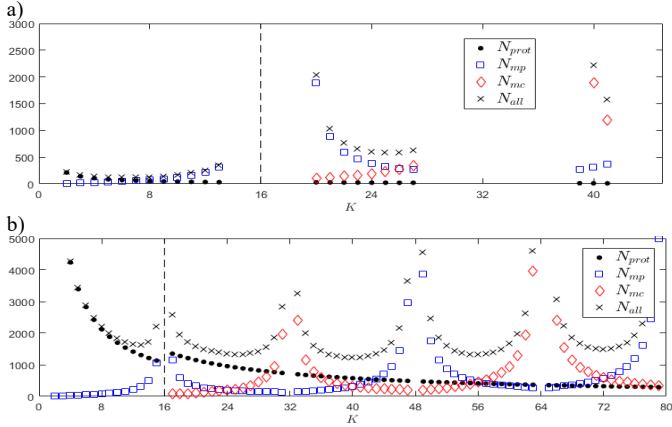 a)
3000
2500
2000
1500
1000
500
0
N_prot
N_mp
N_mc
N_all
0 8 16 24 32 40
K
b)
5000
4000
3000
2000
1000
0
N_prot
N_mp
N_mc
N_all
0 8 16 24 32 40 48 56 64 72 80
K